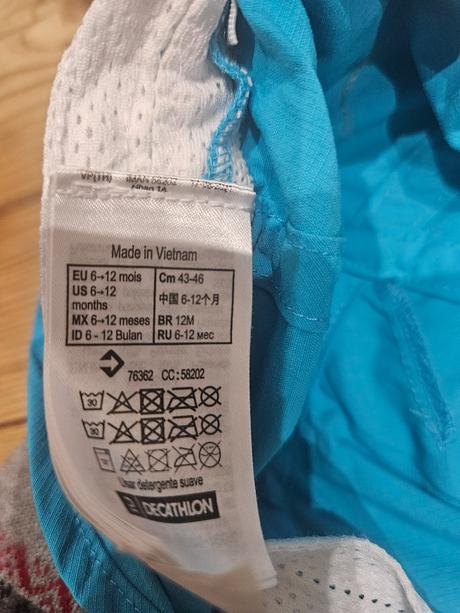 Made in Vietnam
EU 6→12 mois
US 6→12
months
MX 6→12 meses
ID 6 - 12 Bulan
Cm 43-46
中国 6-12个月
BR 12M
RU 6-12 мес
76362 CC:58202
30
30
Usar detergente suave
DECATHLON